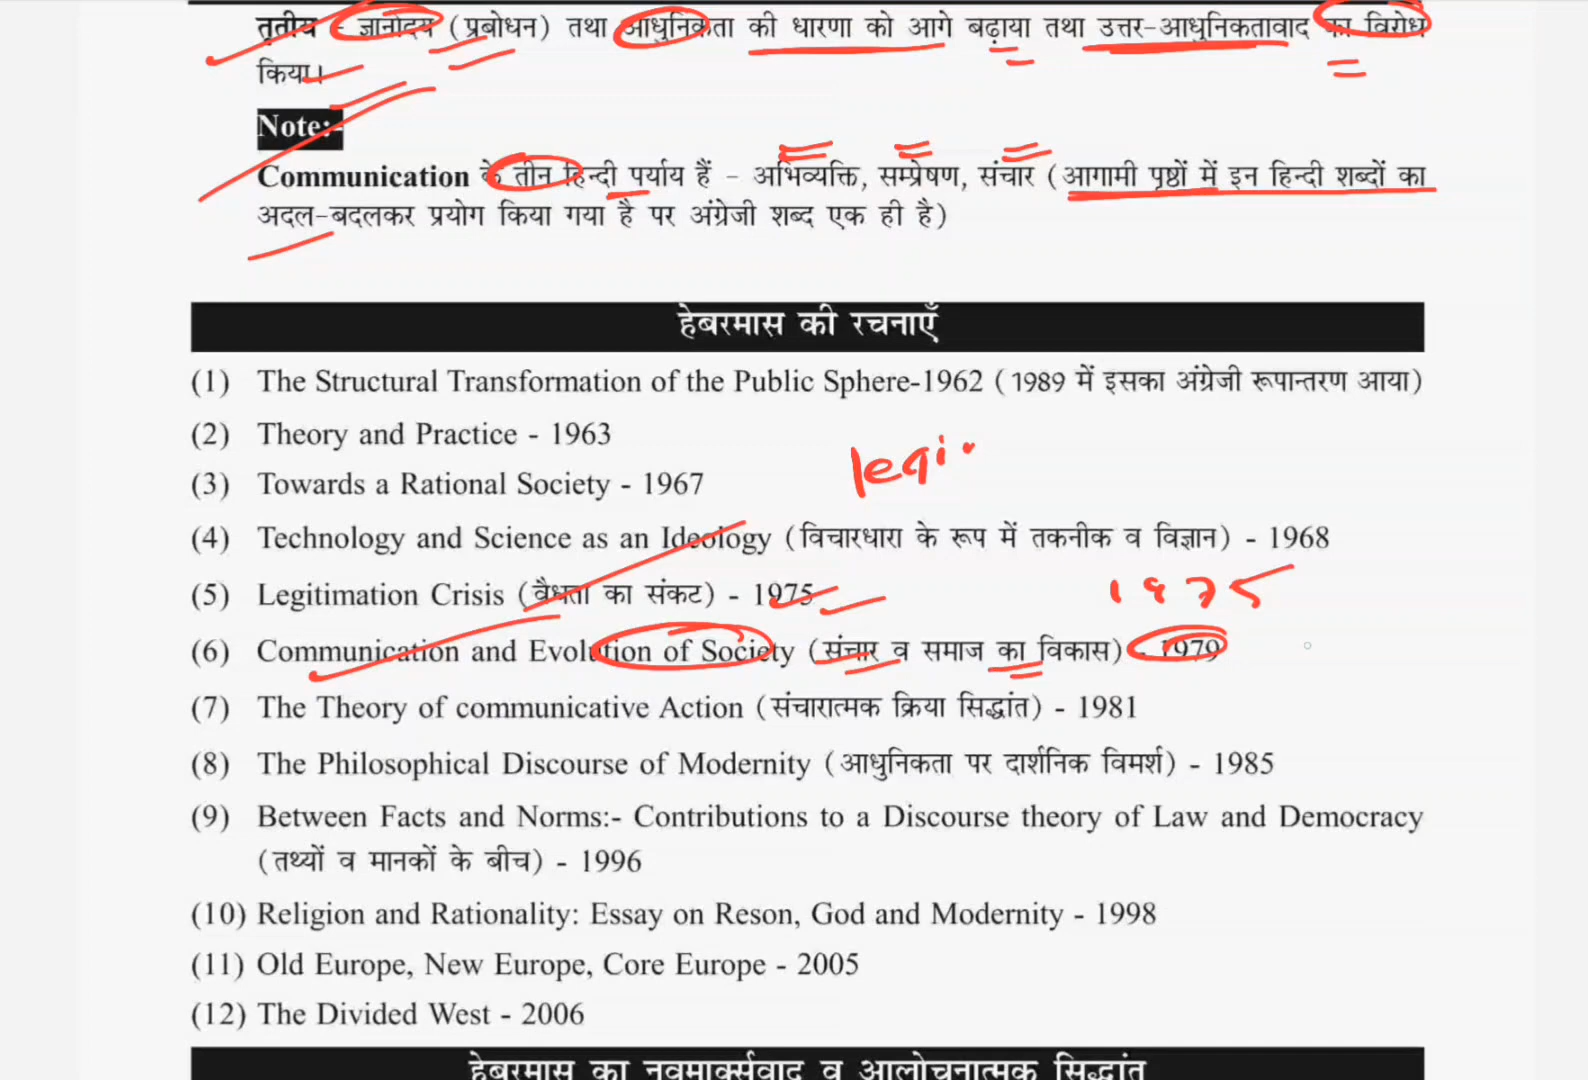 तृतीय - ज्ञानोदय (प्रबोधन) तथा आधुनिकता की धारणा को आगे बढ़ाया तथा उत्तर-आधुनिकतावाद का विरोध
किया।
Note:-
Communication के तीन हिन्दी पर्याय हैं - अभिव्यक्ति, सम्प्रेषण, संचार (आगामी पृष्ठों में इन हिन्दी शब्दों का
अदल-बदलकर प्रयोग किया गया है पर अंग्रेजी शब्द एक ही है)
हेबरमास की रचनाएँ
(1) The Structural Transformation of the Public Sphere-1962 (1989 में इसका अंग्रेजी रूपान्तरण आया)
(2) Theory and Practice - 1963
legi.
(3) Towards a Rational Society - 1967
(4) Technology and Science as an Ideology (विचारधारा के रूप में तकनीक व विज्ञान) - 1968
(5) Legitimation Crisis (वैधता का संकट) - 1975
1975
(6) Communication and Evolution of Society (संचार व समाज का विकास) - 1979
(7) The Theory of communicative Action (संचारात्मक क्रिया सिद्धांत) - 1981
(8) The Philosophical Discourse of Modernity (आधुनिकता पर दार्शनिक विमर्श) - 1985
(9) Between Facts and Norms:- Contributions to a Discourse theory of Law and Democracy
(तथ्यों व मानकों के बीच) - 1996
(10) Religion and Rationality: Essay on Reson, God and Modernity - 1998
(11) Old Europe, New Europe, Core Europe - 2005
(12) The Divided West - 2006
हेबरमास का नवमार्क्सवाद व आलोचनात्मक सिद्धांत